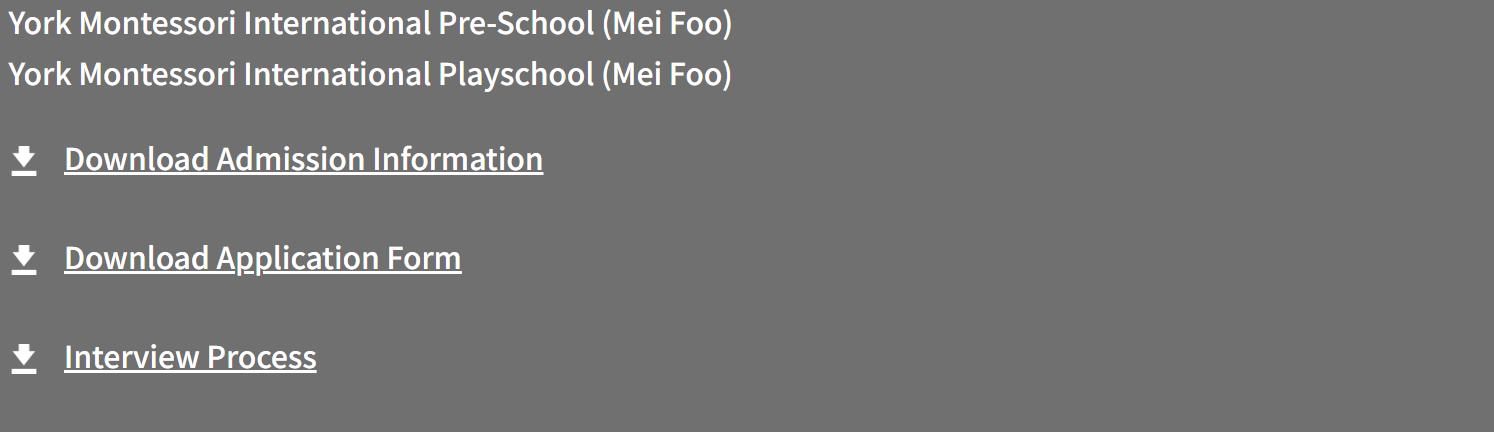 York Montessori International Pre-School (Mei Foo)
York Montessori International Playschool (Mei Foo)
Download Admission Information
Download Application Form
Interview Process